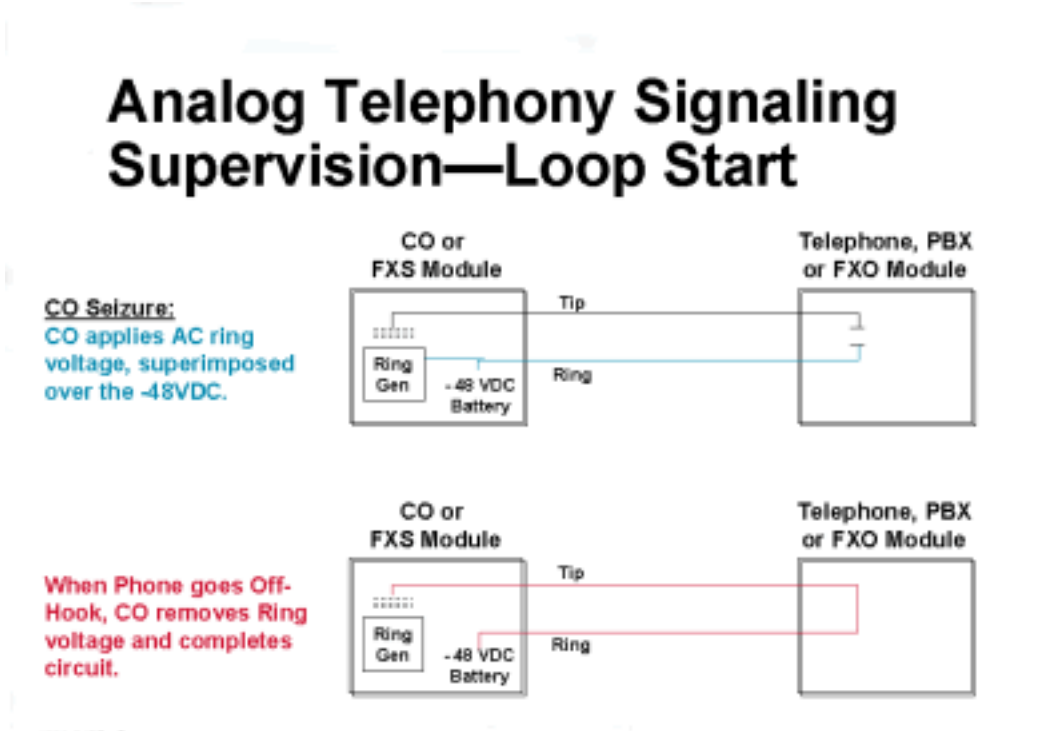 Analog Telephony Signaling
Supervision—Loop Start
CO or
FXS Module
Telephone, PBX
or FXO Module
CO Seizure:
CO applies AC ring
voltage, superimposed
over the -48VDC.
Tip
Ring
Gen
- 48 VDC
Battery
Ring
CO or
FXS Module
Telephone, PBX
or FXO Module
When Phone goes Off-
Hook, CO removes Ring
voltage and completes
circuit.
Tip
Ring
Gen
- 48 VDC
Battery
Ring